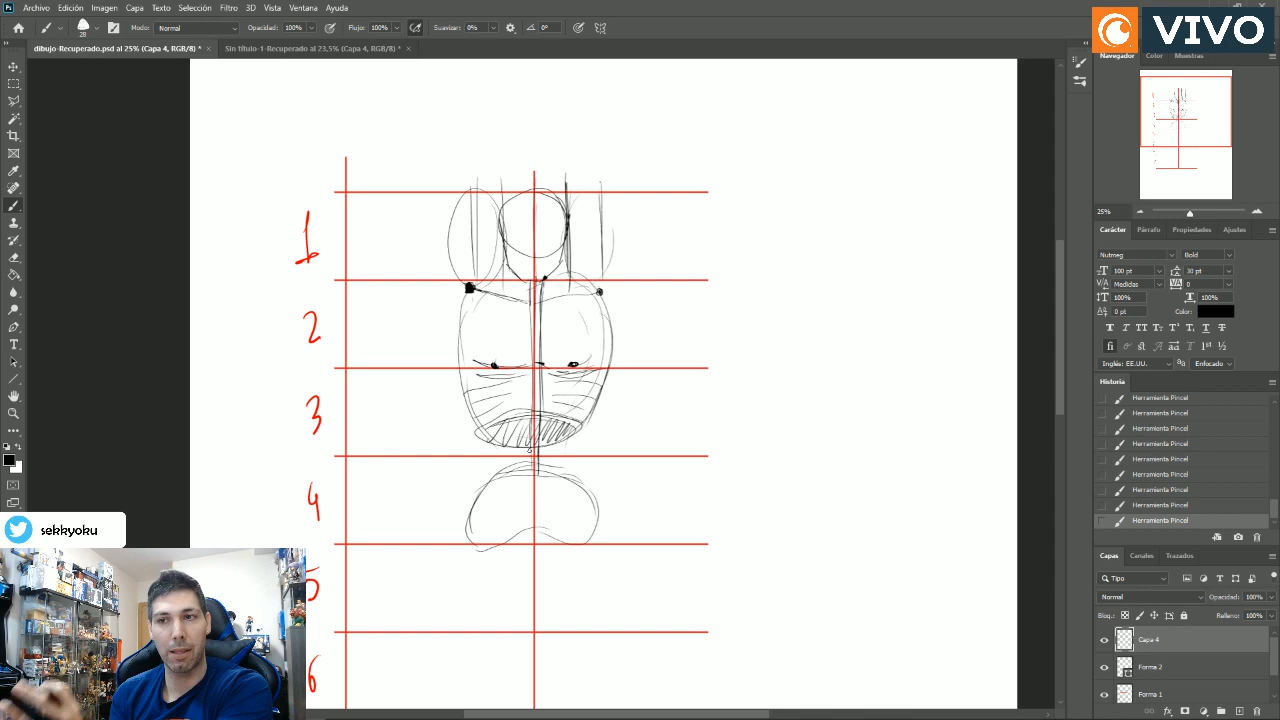 Archivo Edición Imagen Capa Texto Selección Filtro 3D Vista Ventana Ayuda
28 Modo: Normal Opacidad: 100% Flujo: 100% Suavizar: 0% 0°
dibujo-Recuperado.psd al 25% (Capa 4, RGB/8) * × Sin título-1-Recuperado al 23,5% (Capa 4, RGB/8) * ×
VIVO
Navegador Color Muestras
25%
Carácter Párrafo Propiedades Ajustes
Nutmeg Bold
100 pt 30 pt
Medidas 0
100% 100%
0 pt Color:
Inglés: EE.UU. Enfocado
Historia
Herramienta Pincel
Herramienta Pincel
Herramienta Pincel
Herramienta Pincel
Herramienta Pincel
Herramienta Pincel
Herramienta Pincel
Herramienta Pincel
Herramienta Pincel
Capas Canales Trazados
Tipo
Normal Opacidad: 100%
Bloq.: Relleno: 100%
Capa 4
Forma 2
Forma 1
1
2
3
4
5
6
sekkyoku